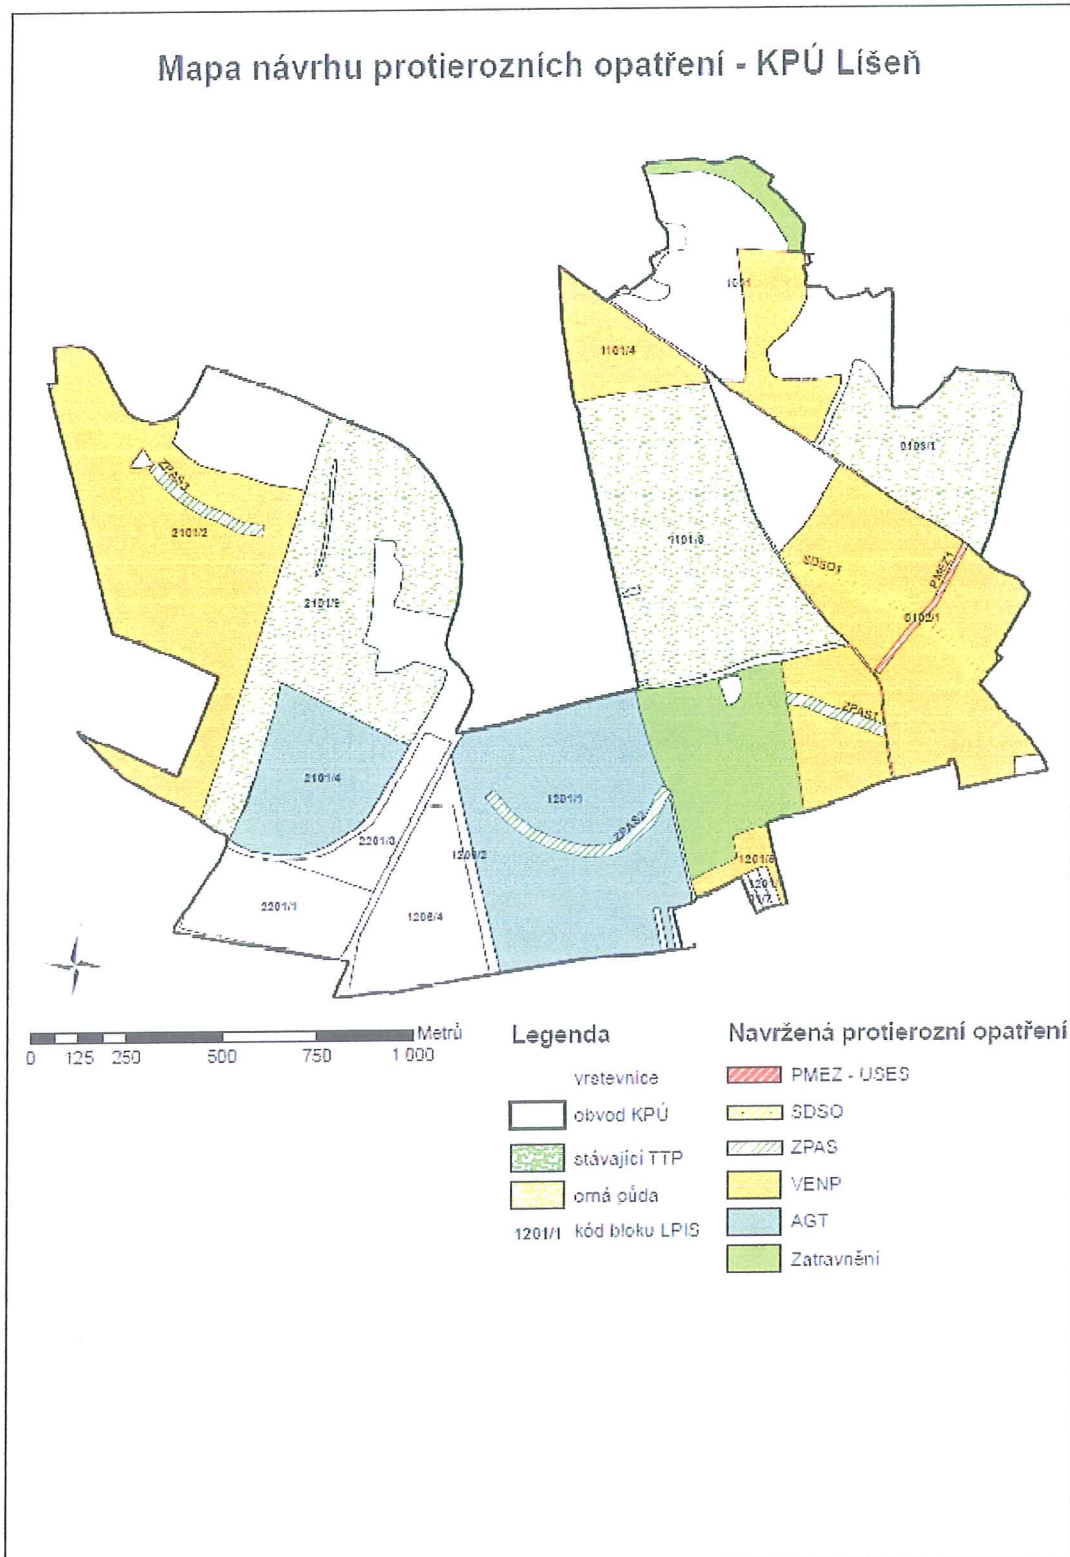 Mapa návrhu protierozních opatření - KPÚ Líšeň
1101/4
0103/1
ZPAS3
2101/2
1101/8
SDSO1
PMEZ1
0102/1
ZPAS1
2101/4
1201/1
ZPAS2
2201/3
1206/2
1201/6
2201/1
1206/4
Metrů
0 125 250 500 750 1 000
Legenda
vrstevnice
obvod KPÚ
stávající TTP
orná půda
1201/1 kód bloku LPIS
Navržená protierozní opatření
PMEZ - USES
SDSO
ZPAS
VENP
AGT
Zatravnění